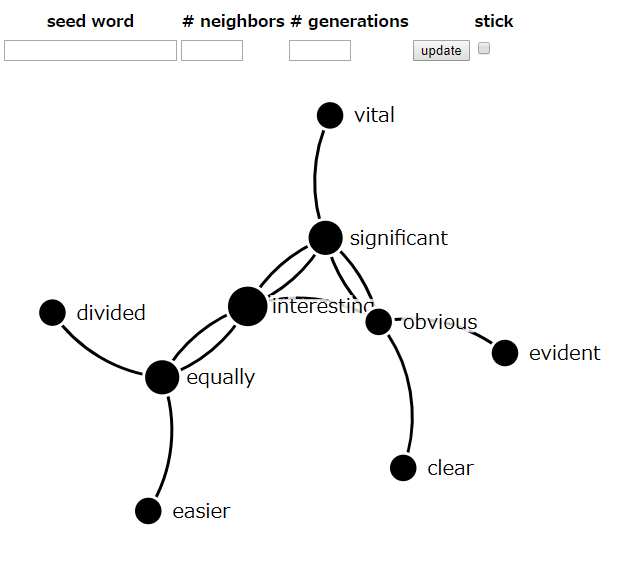 seed word # neighbors # generations stick
update
vital
significant
interesting
divided
obvious
evident
equally
clear
easier